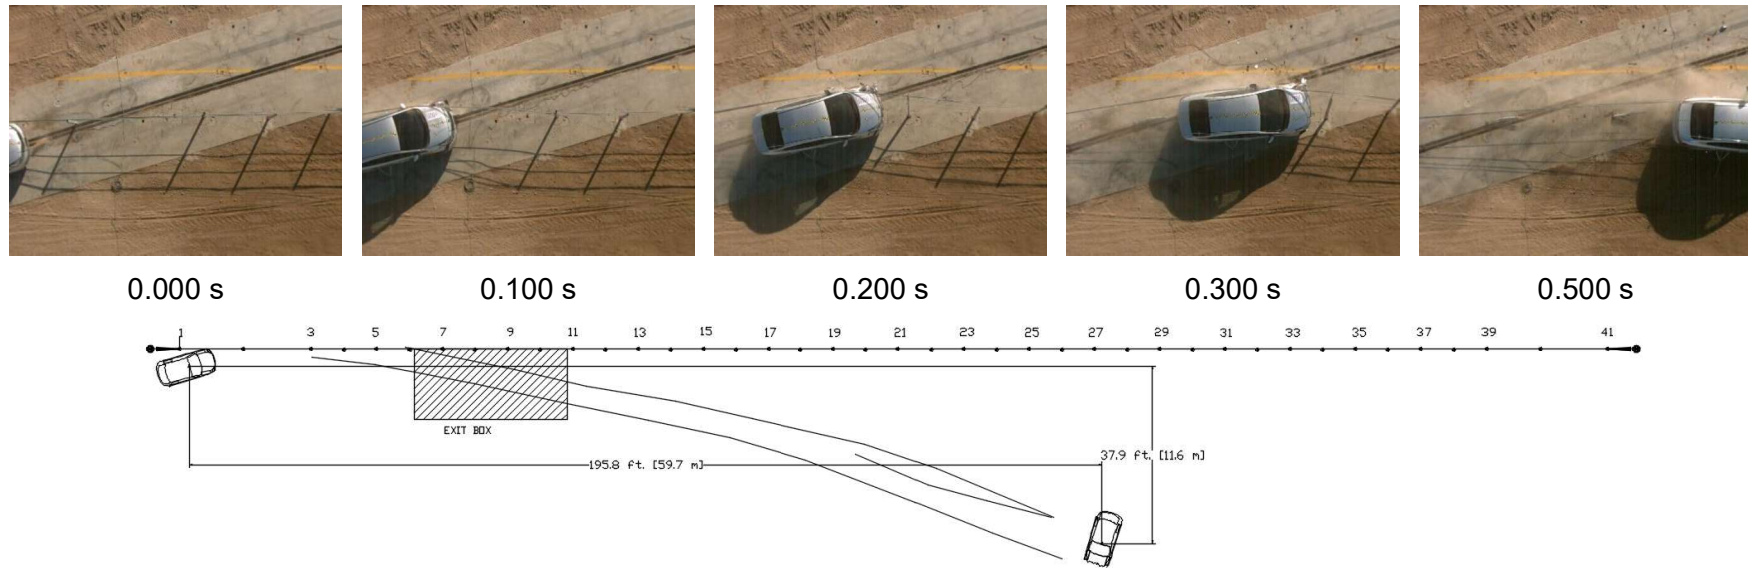 0.000 s 0.100 s 0.200 s 0.300 s 0.500 s
1 3 5 7 9 11 13 15 17 19 21 23 25 27 29 31 33 35 37 39 41
EXIT BOX
37.9 ft. [11.6 m]
195.8 ft. [59.7 m]